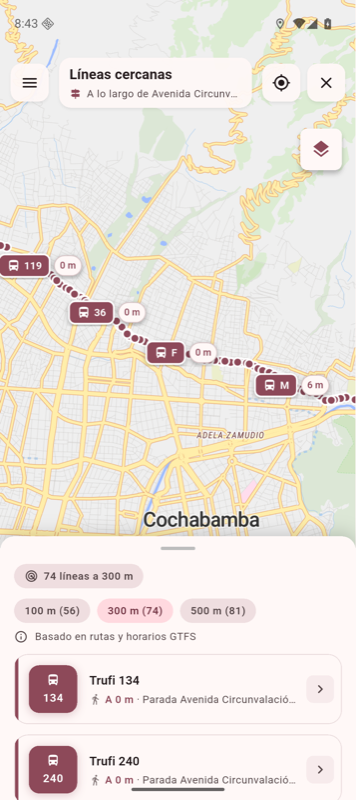 8:43
Líneas cercanas
A lo largo de Avenida Circunv…
119
0 m
36
0 m
F
0 m
M
6 m
ADELA ZAMUDIO
Cochabamba
74 líneas a 300 m
100 m (56)
300 m (74)
500 m (81)
Basado en rutas y horarios GTFS
134
Trufi 134
A 0 m · Parada Avenida Circunvalació…
240
Trufi 240
A 0 m · Parada Avenida Circunvalació…